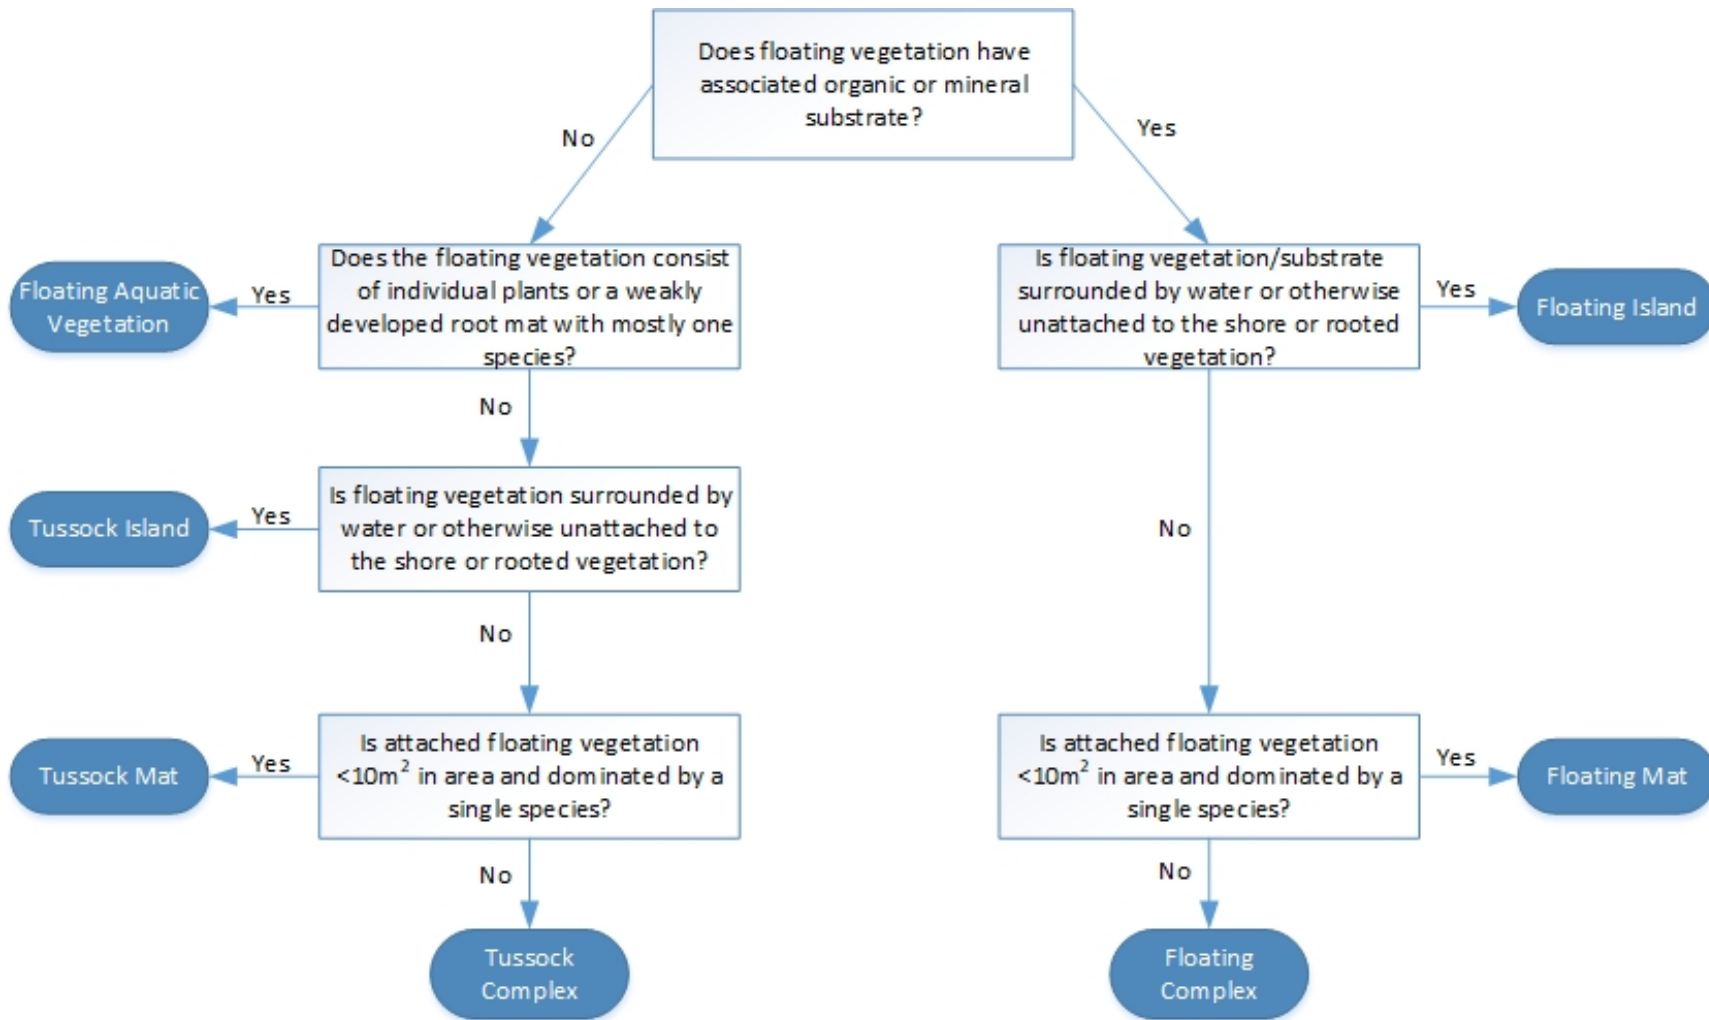 Does floating vegetation have
associated organic or mineral
substrate?
No
Yes
Floating Aquatic
Vegetation
Yes
Does the floating vegetation consist
of individual plants or a weakly
developed root mat with mostly one
species?
Is floating vegetation/substrate
surrounded by water or otherwise
unattached to the shore or rooted
vegetation?
Yes
Floating Island
No
Tussock Island
Yes
Is floating vegetation surrounded by
water or otherwise unattached to
the shore or rooted vegetation?
No
No
Tussock Mat
Yes
Is attached floating vegetation
<10m² in area and dominated by a
single species?
Is attached floating vegetation
<10m² in area and dominated by a
single species?
Yes
Floating Mat
No
No
Tussock
Complex
Floating
Complex